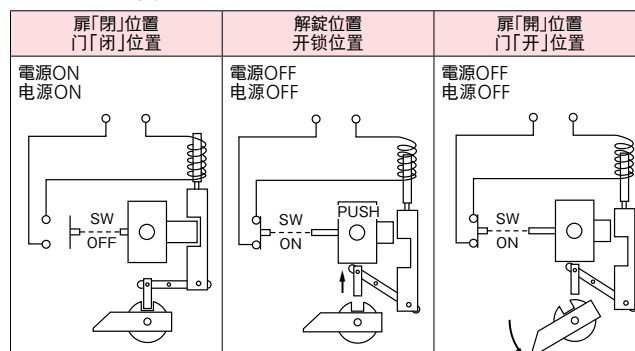 扉「閉」位置
门「闭」位置
解錠位置
开锁位置
扉「開」位置
门「开」位置
電源ON
电源ON
SW
OFF
電源OFF
电源OFF
SW
ON
PUSH
電源OFF
电源OFF
SW
ON